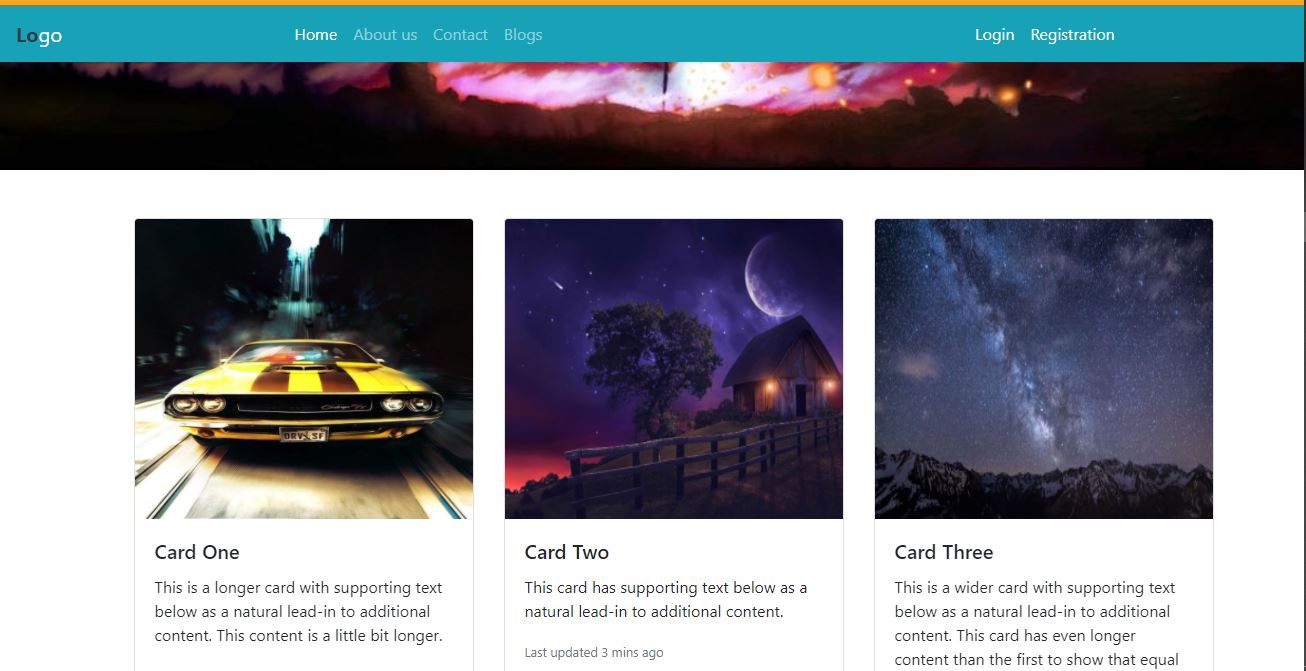 Logo Home About us Contact Blogs Login Registration
DRV SF
Card One
This is a longer card with supporting text
below as a natural lead-in to additional
content. This content is a little bit longer.
Card Two
This card has supporting text below as a
natural lead-in to additional content.
Last updated 3 mins ago
Card Three
This is a wider card with supporting text
below as a natural lead-in to additional
content. This card has even longer
content than the first to show that equal